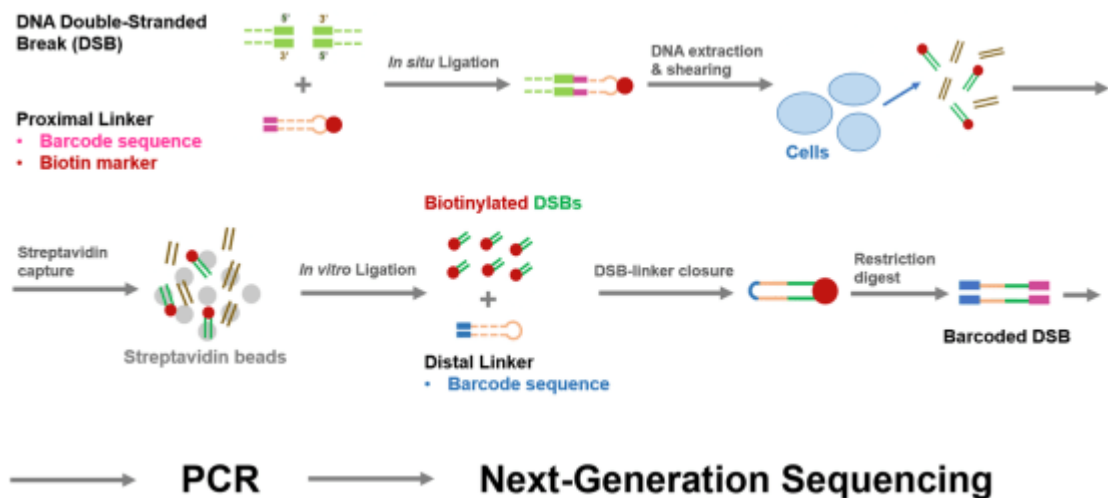 DNA Double-Stranded
Break (DSB)
5' 3'
3' 5'
+
In situ Ligation
DNA extraction
& shearing
Proximal Linker
• Barcode sequence
• Biotin marker
Cells
Streptavidin
capture
Streptavidin beads
In vitro Ligation
Biotinylated DSBs
+
Distal Linker
• Barcode sequence
DSB-linker closure
Restriction
digest
Barcoded DSB
PCR
Next-Generation Sequencing